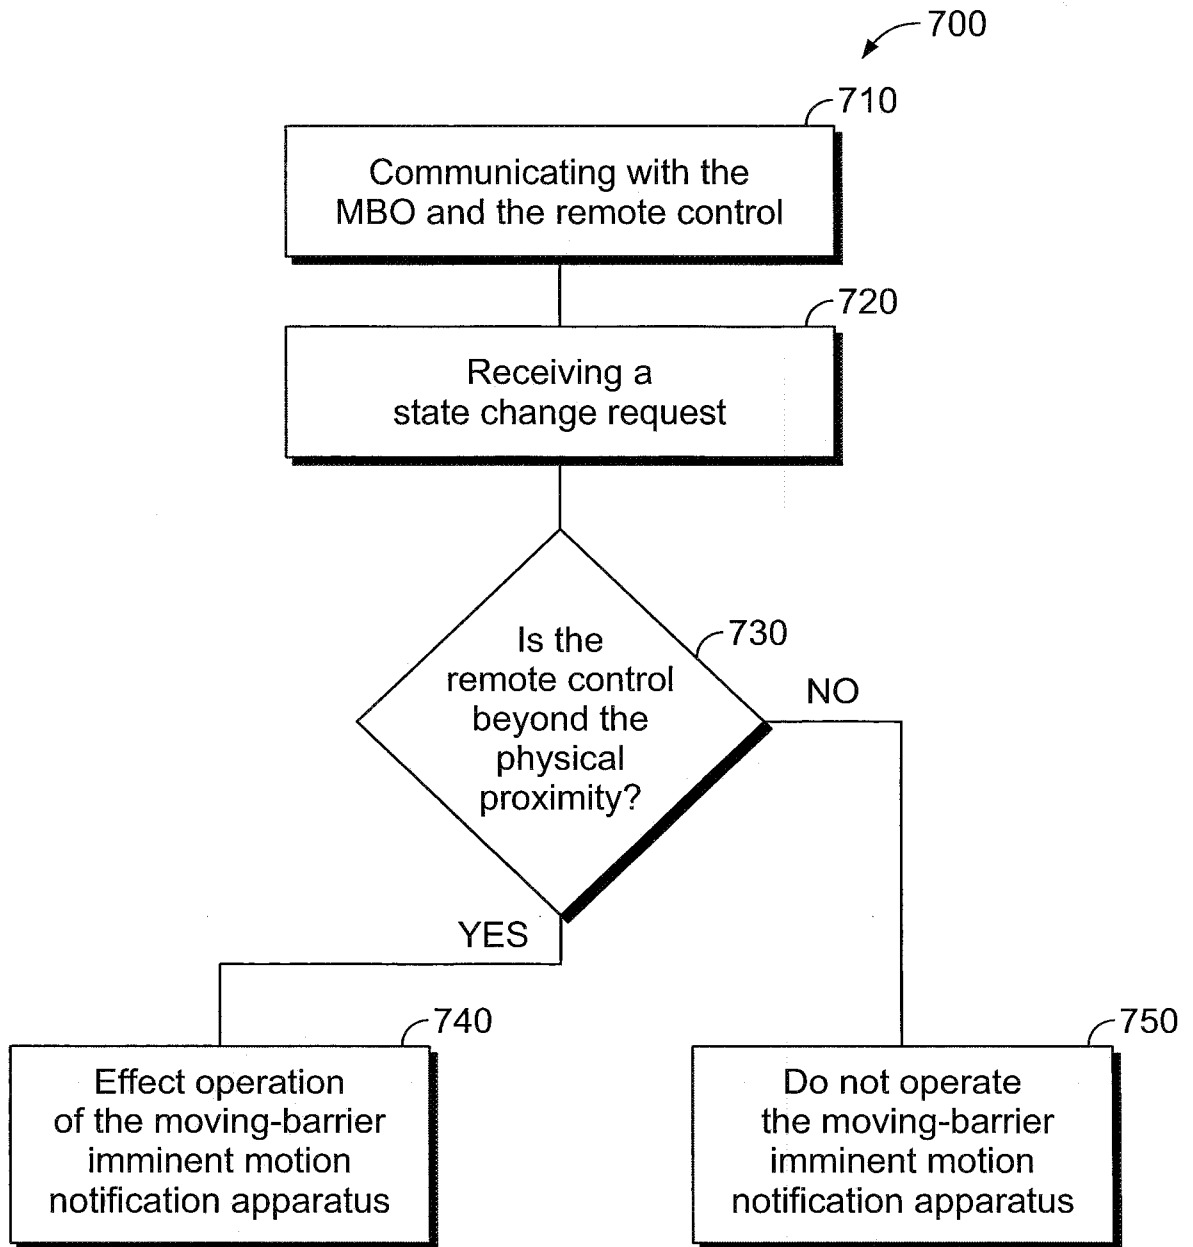 700
710
Communicating with the
MBO and the remote control
720
Receiving a
state change request
730
Is the
remote control
beyond the
physical
proximity?
NO
YES
740
Effect operation
of the moving-barrier
imminent motion
notification apparatus
750
Do not operate
the moving-barrier
imminent motion
notification apparatus